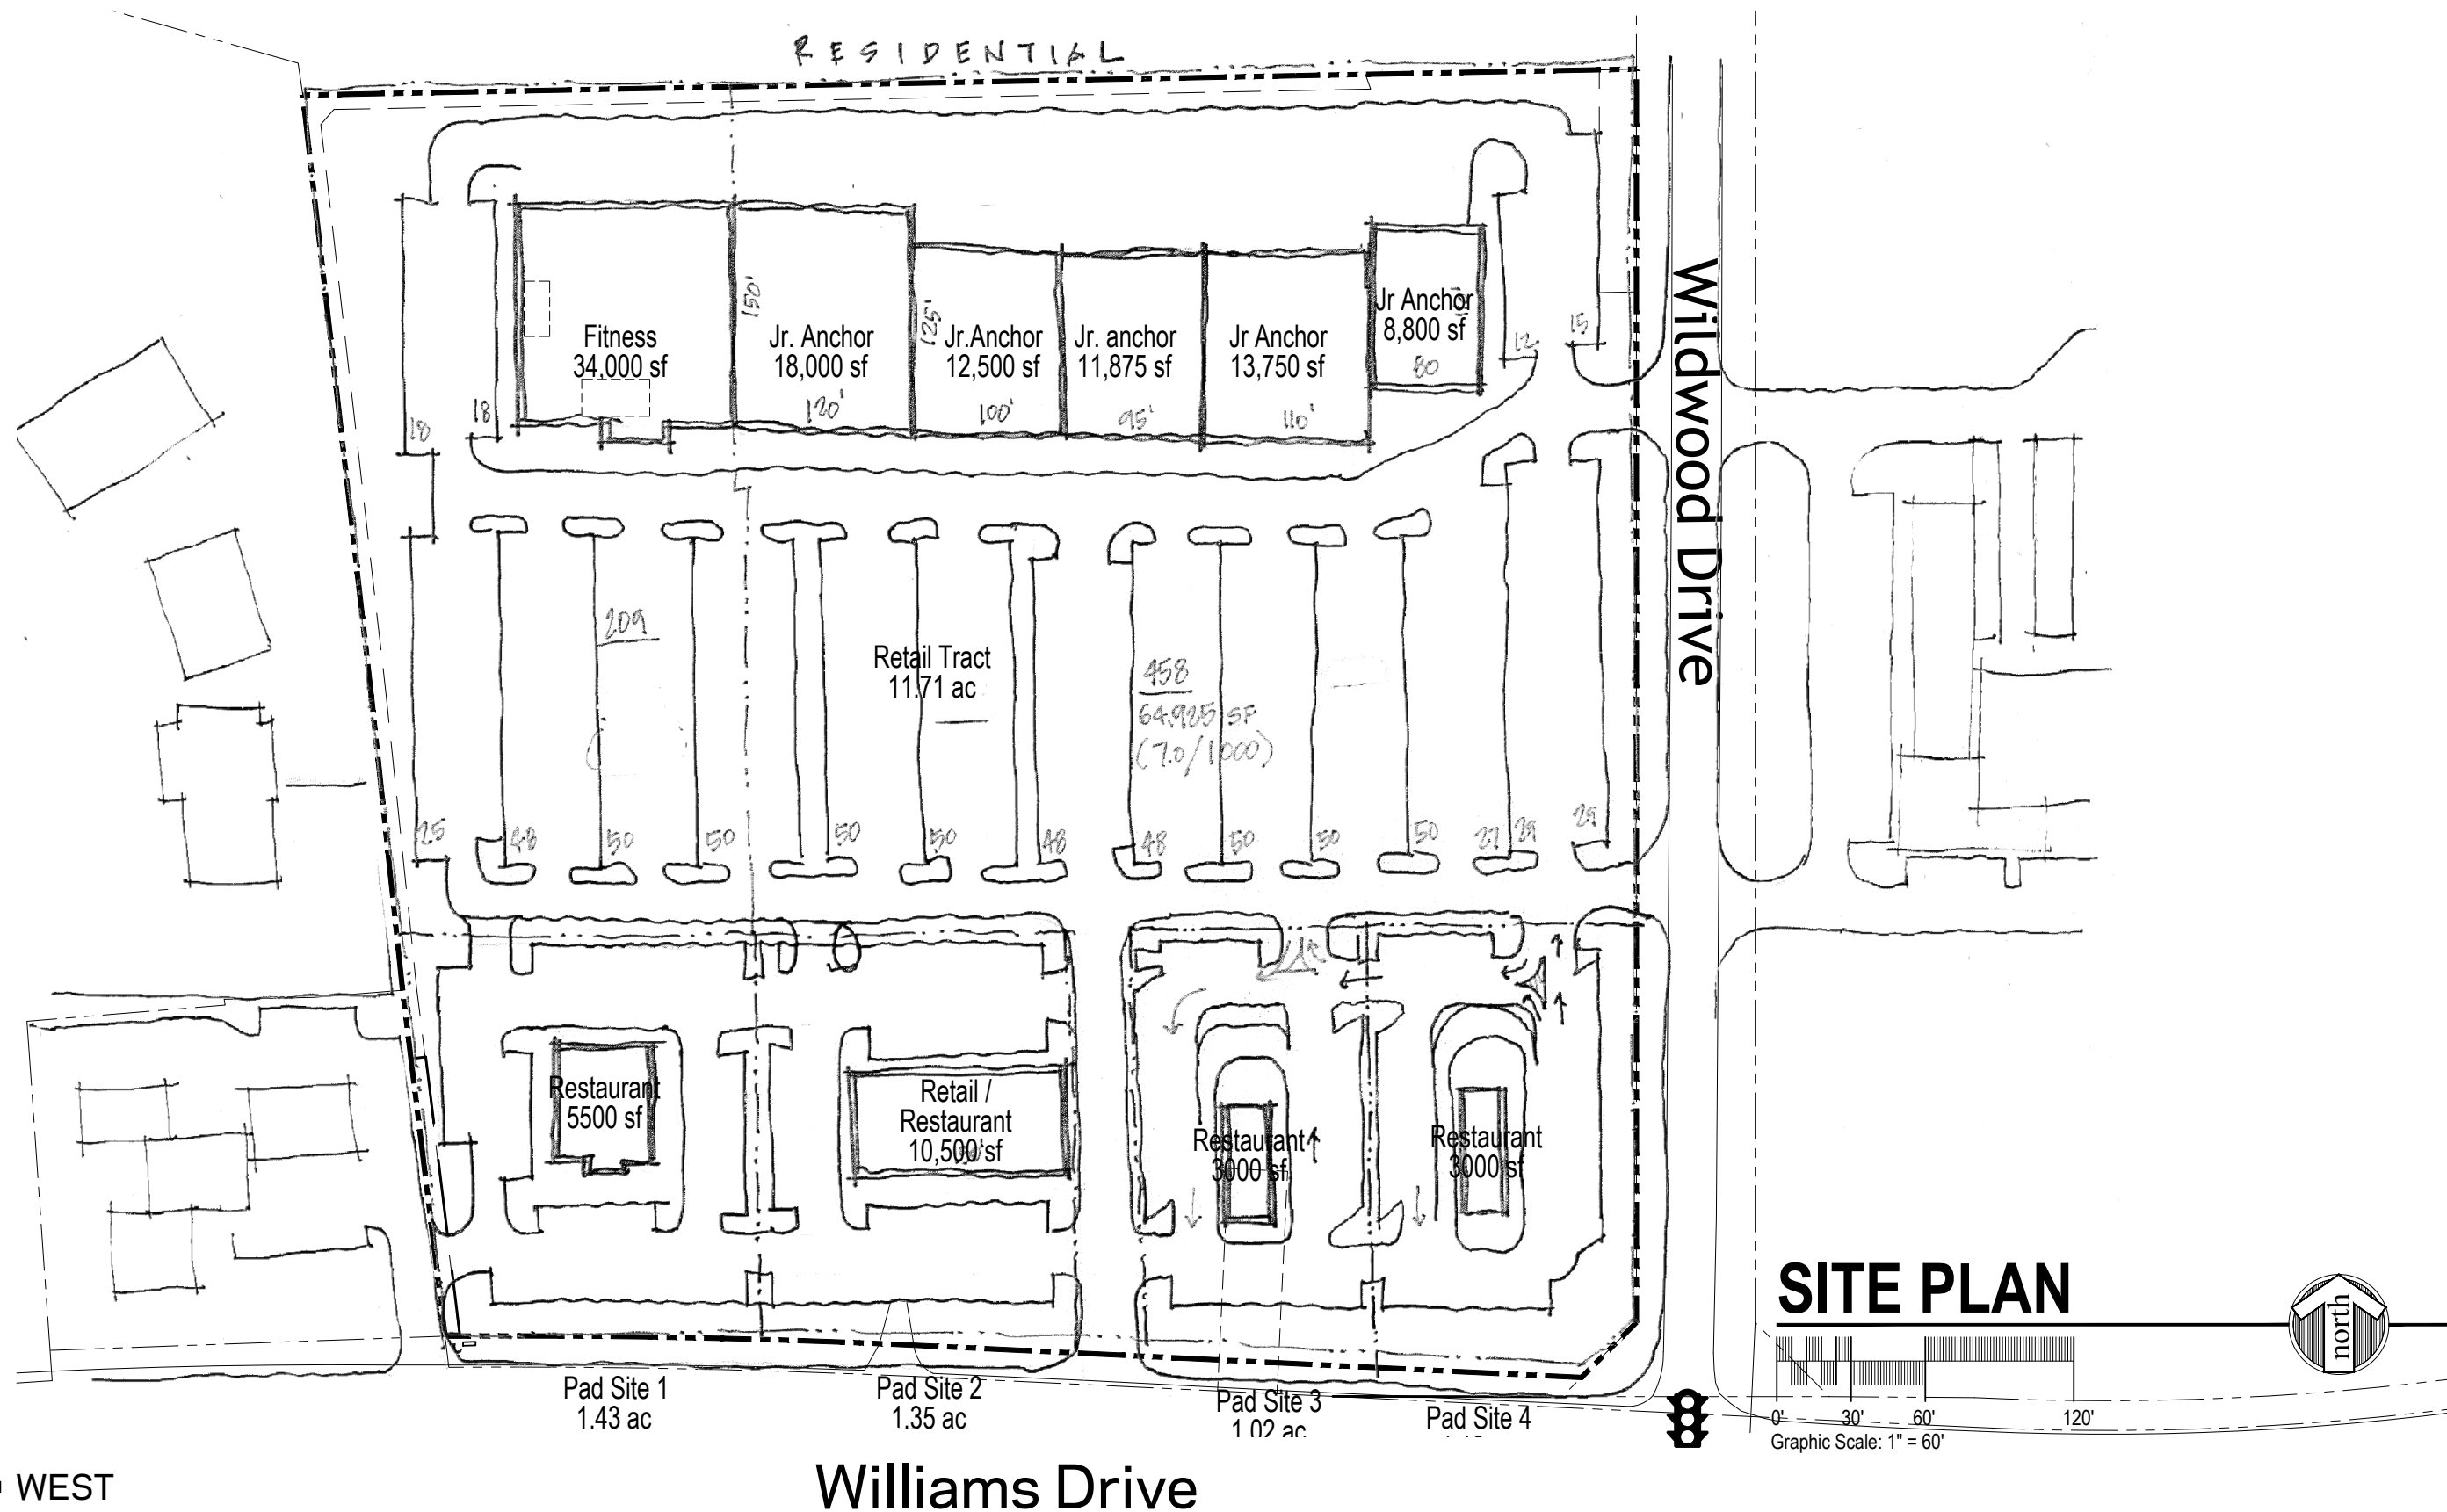 RESIDENTIAL
Fitness
34,000 sf
150'
Jr. Anchor
18,000 sf
120'
125'
Jr.Anchor
12,500 sf
100'
Jr. anchor
11,875 sf
95'
Jr Anchor
13,750 sf
110'
Jr Anchor
8,800 sf
80
12
15
18
18
Wildwood Drive
209
Retail Tract
11.71 ac
458
64,925 SF
(7.0/1000)
25
48
50
50
50
50
48
48
50
50
50
27
29
29
Restaurant
5500 sf
Retail /
Restaurant
10,500 sf
Restaurant
3000 sf
Restaurant
3000 sf
SITE PLAN
north
0' 30' 60' 120'
Graphic Scale: 1" = 60'
Pad Site 1
1.43 ac
Pad Site 2
1.35 ac
Pad Site 3
1.02 ac
Pad Site 4
WEST
Williams Drive